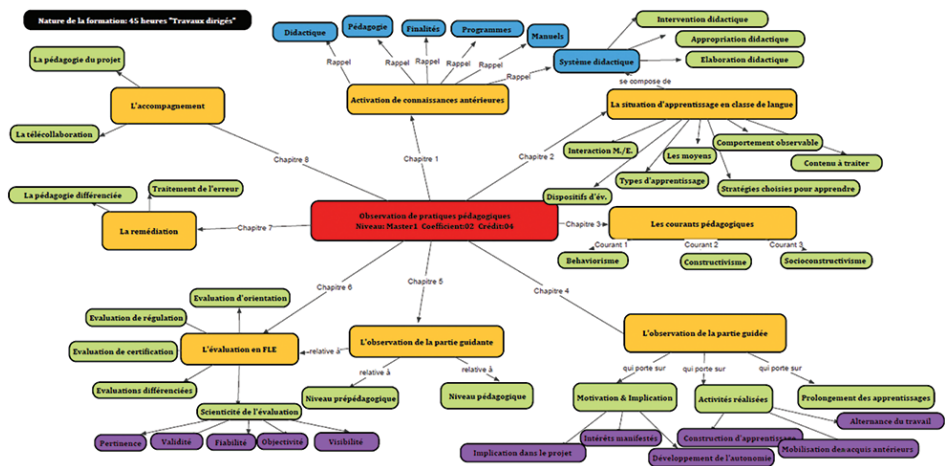 Nature de la formation: 45 heures "Travaux dirigés"
Didactique
Pédagogie
Finalités
Programmes
Manuels
Système didactique
Intervention didactique
Appropriation didactique
Elaboration didactique
Rappel
Rappel
Rappel
Rappel
Rappel
Rappel
se compose de
La pédagogie du projet
L'accompagnement
La télécollaboration
Activation de connaissances antérieures
La situation d'apprentissage en classe de langue
Interaction M./E.
Les moyens
Comportement observable
Contenu à traiter
Types d'apprentissage
Stratégies choisies pour apprendre
Dispositifs d'év.
Chapitre 8
Chapitre 1
Chapitre 2
La pédagogie différenciée
Traitement de l'erreur
La remédiation
Chapitre 7
Observation de pratiques pédagogiques
Niveau: Master1 Coefficient:02 Crédit:04
Chapitre 3
Les courants pédagogiques
Courant 1
Courant 2
Courant 3
Behaviorisme
Constructivisme
Socioconstructivisme
Chapitre 6
Chapitre 5
Chapitre 4
Evaluation d'orientation
Evaluation de régulation
Evaluation de certification
L'évaluation en FLE
Evaluations différenciées
Scienticité de l'évaluation
Pertinence
Validité
Fiabilité
Objectivité
Visibilité
relative à
L'observation de la partie guidante
relative à
relative à
Niveau prépédagogique
Niveau pédagogique
L'observation de la partie guidée
qui porte sur
qui porte sur
qui porte sur
Motivation & Implication
Activités réalisées
Prolongement des apprentissages
Implication dans le projet
Intérêts manifestés
Développement de l'autonomie
Construction d'apprentissage
Alternance du travail
Mobilisation des acquis antérieurs